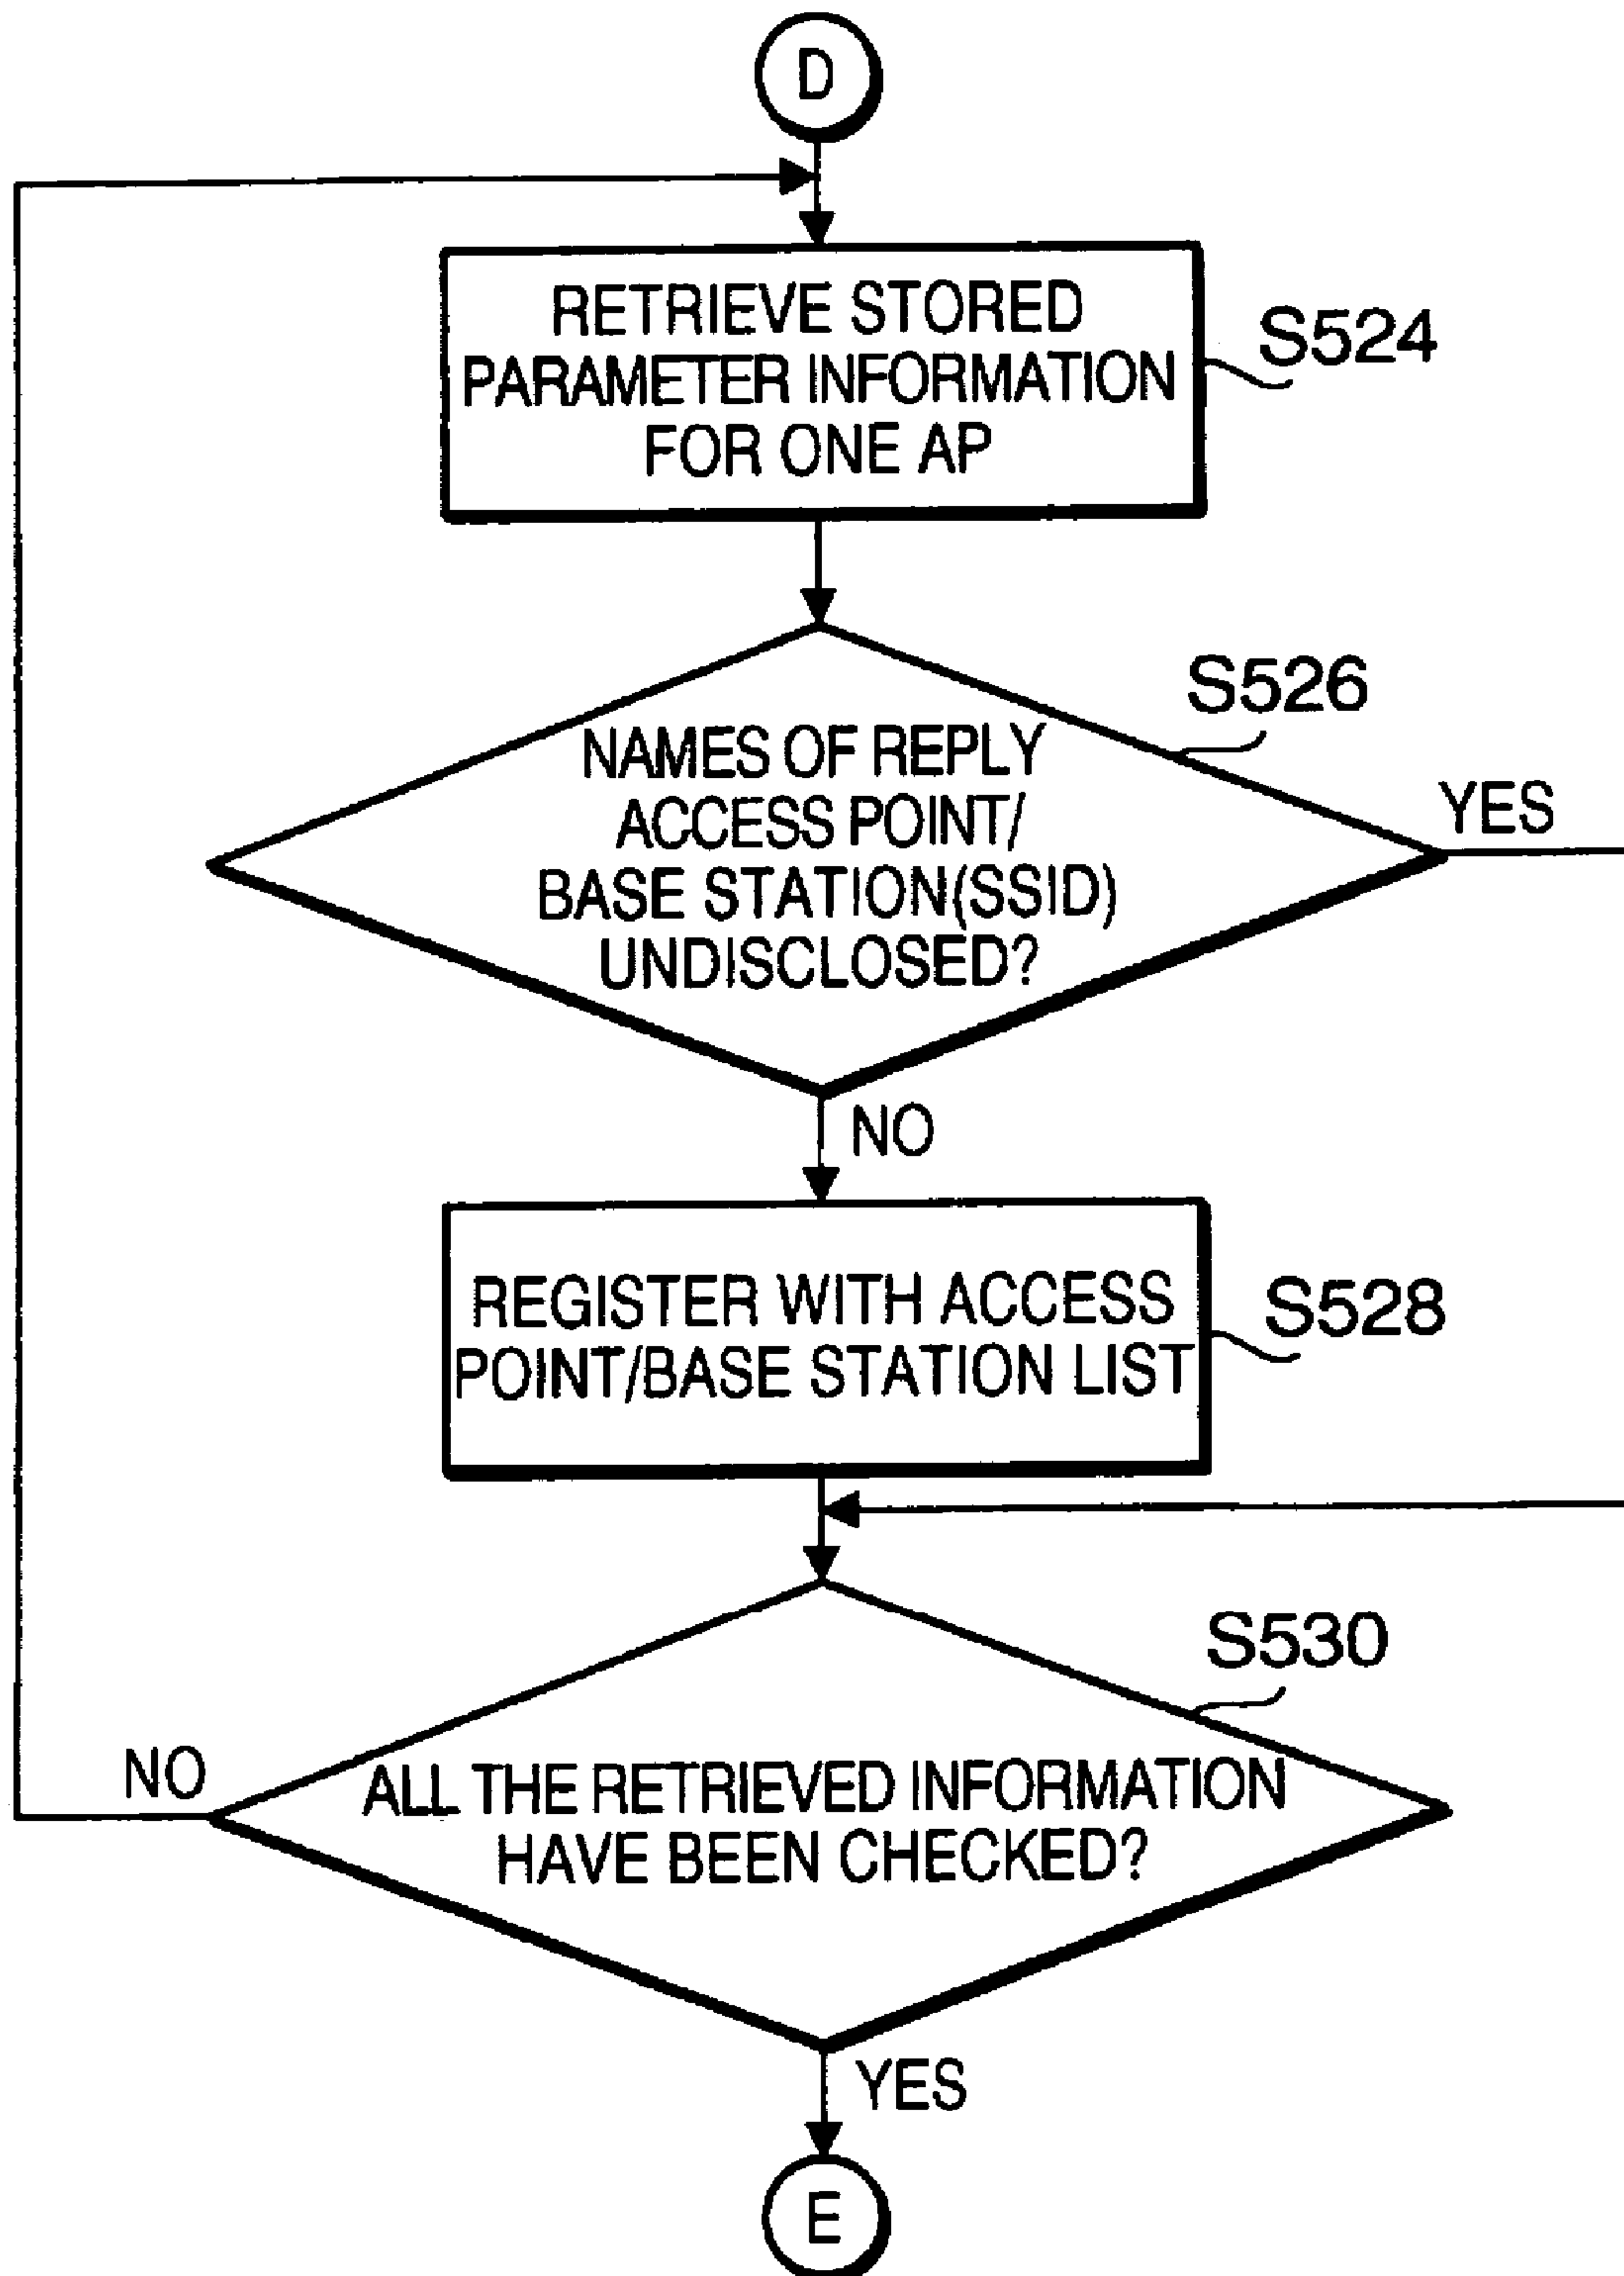 D
RETRIEVE STORED
PARAMETER INFORMATION
FOR ONE AP
S524
S526
NAMES OF REPLY
ACCESS POINT/
BASE STATION(SSID)
UNDISCLOSED?
YES
NO
REGISTER WITH ACCESS
POINT/BASE STATION LIST
S528
S530
NO
ALL THE RETRIEVED INFORMATION
HAVE BEEN CHECKED?
YES
E